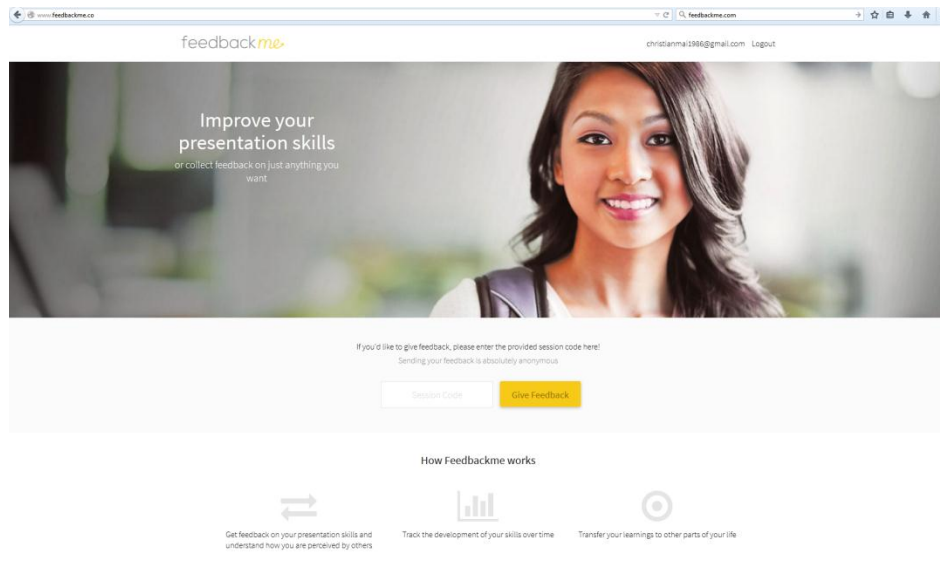 www.feedbackme.co
feedbackme.com
feedbackme
christianmai1986@gmail.com Logout
Improve your
presentation skills
or collect feedback on just anything you
want
If you'd like to give feedback, please enter the provided session code here!
Sending your feedback is absolutely anonymous
Session Code
Give Feedback
How Feedbackme works
Get feedback on your presentation skills and
understand how you are perceived by others
Track the development of your skills over time
Transfer your learnings to other parts of your life